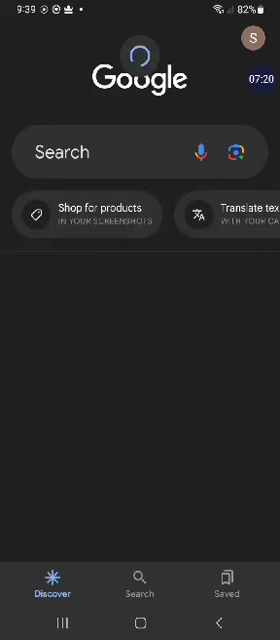 9:39
82%
S
Google
07:20
Search
Shop for products
IN YOUR SCREENSHOTS
Translate tex
WITH YOUR CA
Discover
Search
Saved